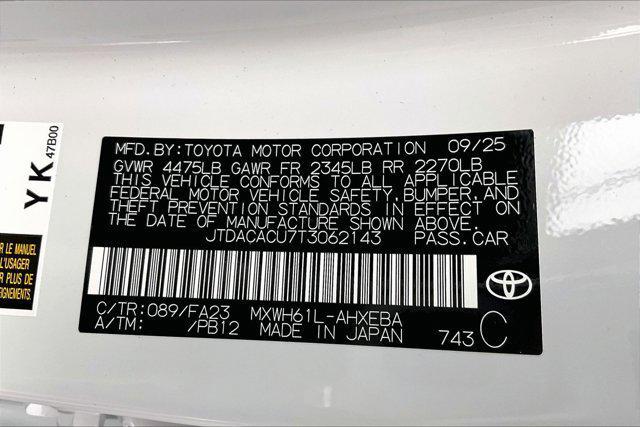 MFD.BY:TOYOTA MOTOR CORPORATION 09/25
GVWR 4475LB GAWR FR 2345LB RR 2270LB
THIS VEHICLE CONFORMS TO ALL APPLICABLE
FEDERAL MOTOR VEHICLE SAFETY,BUMPER,AND
THEFT PREVENTION STANDARDS IN EFFECT ON
THE DATE OF MANUFACTURE SHOWN ABOVE.
JTDACACU7T3062143 PASS.CAR
C/TR:089/FA23 MXWH61L-AHXEBA
A/TM: /PB12 MADE IN JAPAN 743 C
YK 47B00
R LE MANUEL
L'USAGER
R DE PLUS
EIGNEMENTS.